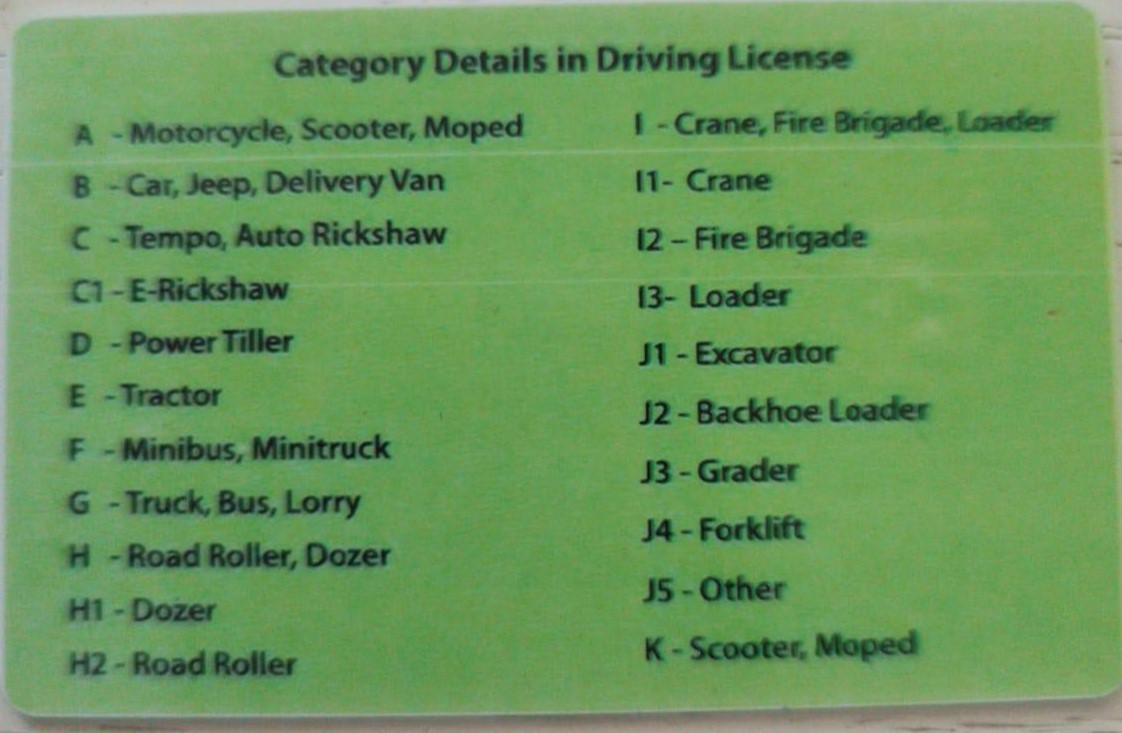 Category Details in Driving License
A - Motorcycle, Scooter, Moped
B - Car, Jeep, Delivery Van
C - Tempo, Auto Rickshaw
C1 - E-Rickshaw
D - Power Tiller
E - Tractor
F - Minibus, Minitruck
G - Truck, Bus, Lorry
H - Road Roller, Dozer
H1 - Dozer
H2 - Road Roller
I - Crane, Fire Brigade, Loader
I1- Crane
I2 – Fire Brigade
I3- Loader
J1 - Excavator
J2 - Backhoe Loader
J3 - Grader
J4 - Forklift
J5 - Other
K - Scooter, Moped